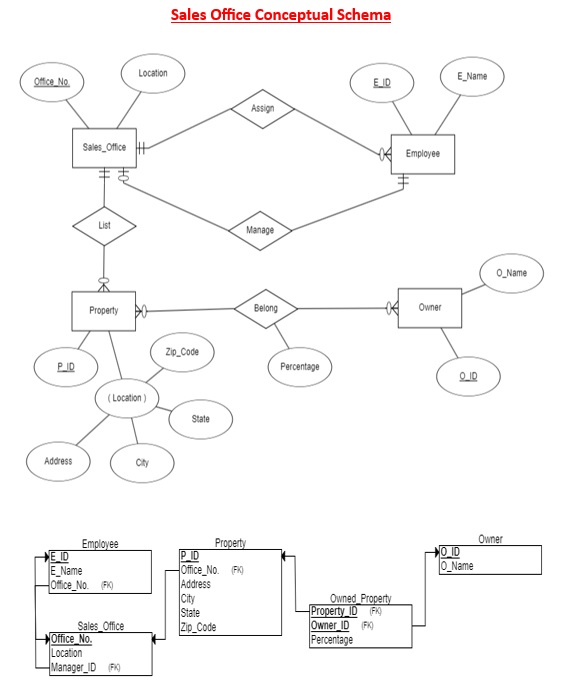 Sales Office Conceptual Schema
Office_No.
Location
E_ID
E_Name
Assign
Sales_Office
Employee
List
Manage
O_Name
Property
Belong
Owner
P_ID
Zip_Code
Percentage
O_ID
( Location )
State
Address
City
Employee
E_ID
E_Name
Office_No. (FK)
Sales_Office
Office_No.
Location
Manager_ID (FK)
Property
P_ID
Office_No. (FK)
Address
City
State
Zip_Code
Owned_Property
Property_ID (FK)
Owner_ID (FK)
Percentage
Owner
O_ID
O_Name